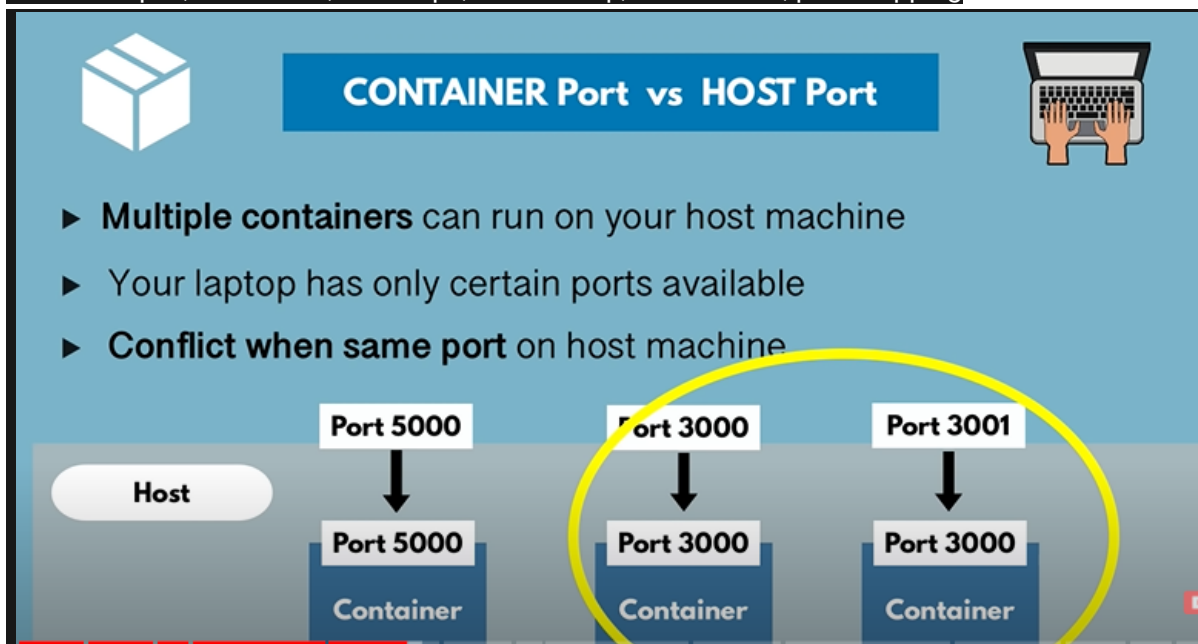 CONTAINER Port vs HOST Port
Multiple containers can run on your host machine
Your laptop has only certain ports available
Conflict when same port on host machine
Port 5000 Port 3000 Port 3001
Host
Port 5000 Port 3000 Port 3000
Container Container Container